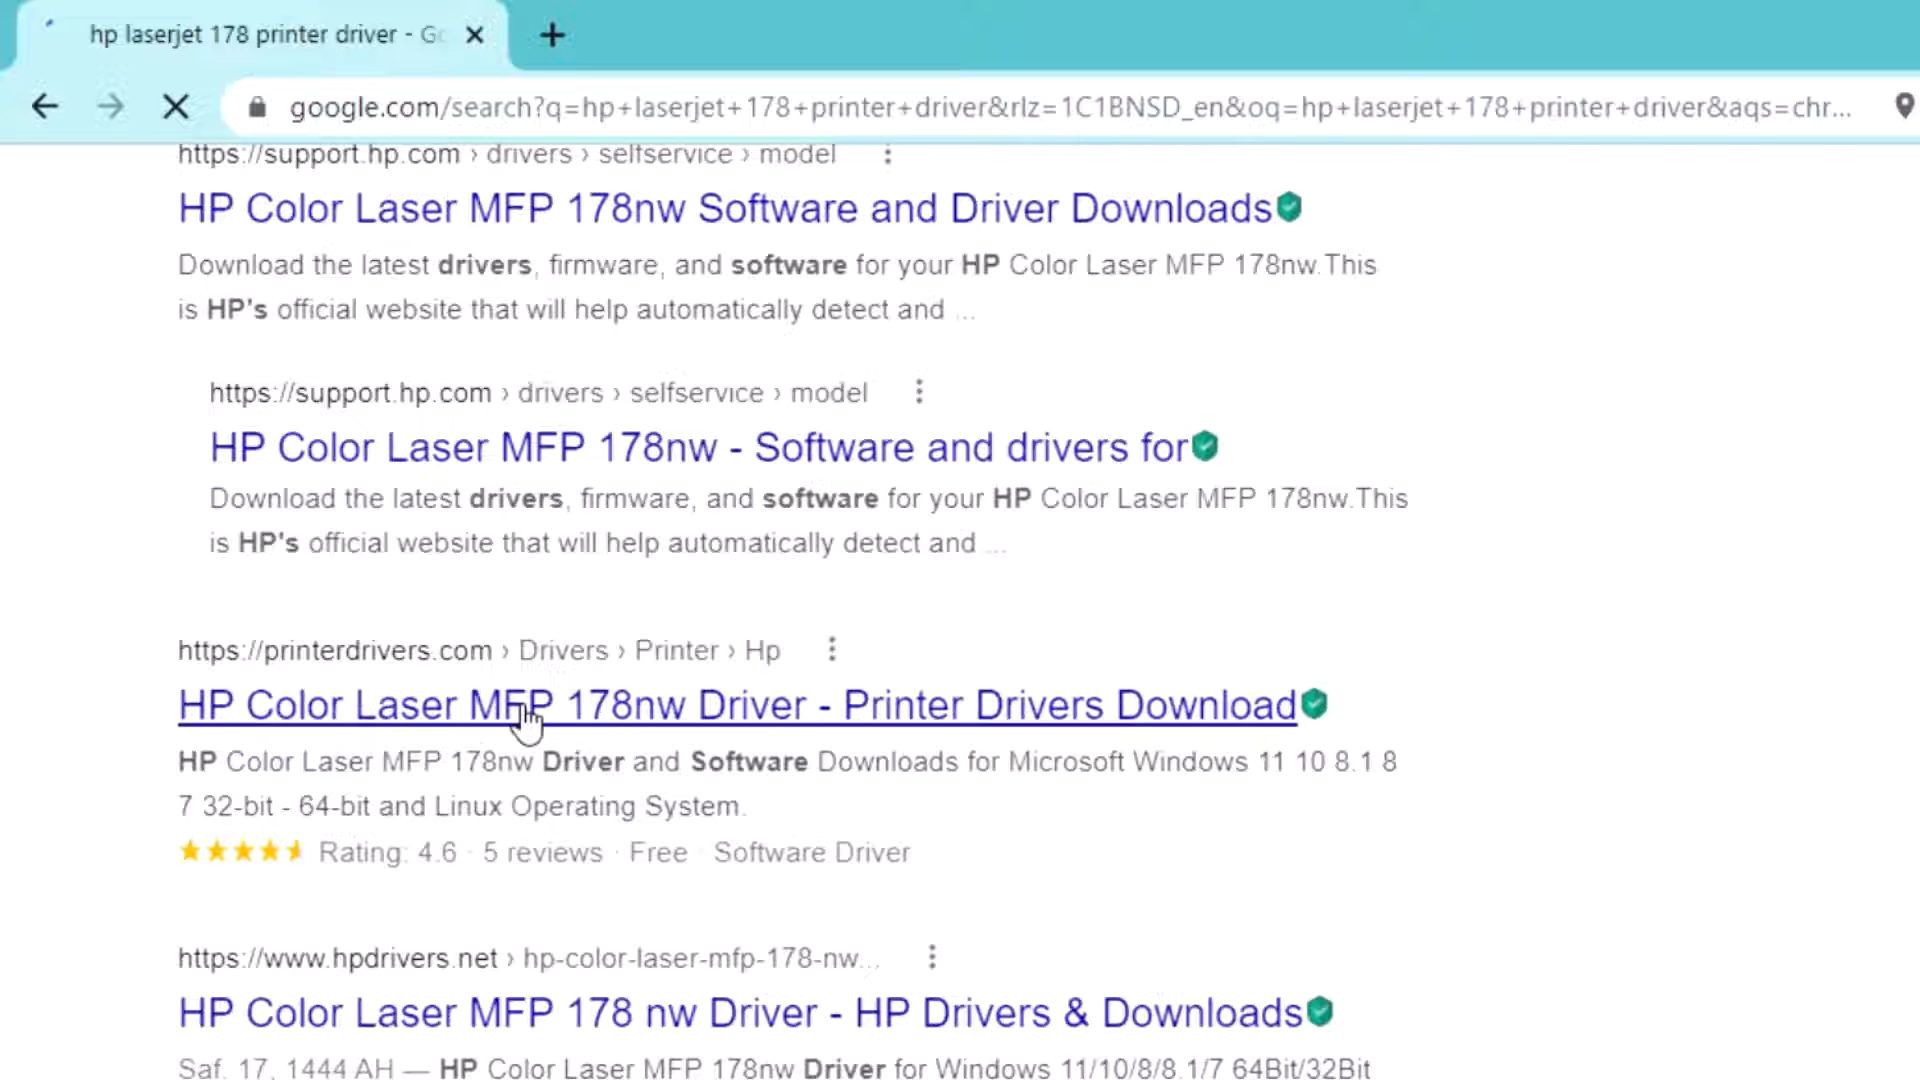 hp laserjet 178 printer driver - Go
google.com/search?q=hp+laserjet+178+printer+driver&rlz=1C1BNSD_en&oq=hp+laserjet+178+printer+driver&aqs=chr...
https://support.hp.com › drivers › selfservice › model
HP Color Laser MFP 178nw Software and Driver Downloads
Download the latest drivers, firmware, and software for your HP Color Laser MFP 178nw.This
is HP's official website that will help automatically detect and ...
https://support.hp.com › drivers › selfservice › model
HP Color Laser MFP 178nw - Software and drivers for
Download the latest drivers, firmware, and software for your HP Color Laser MFP 178nw.This
is HP's official website that will help automatically detect and ...
https://printerdrivers.com › Drivers › Printer › Hp
HP Color Laser MFP 178nw Driver - Printer Drivers Download
HP Color Laser MFP 178nw Driver and Software Downloads for Microsoft Windows 11 10 8.1 8
7 32-bit - 64-bit and Linux Operating System.
Rating: 4.6 · 5 reviews · Free · Software Driver
https://www.hpdrivers.net › hp-color-laser-mfp-178-nw...
HP Color Laser MFP 178 nw Driver - HP Drivers & Downloads
Saf. 17, 1444 AH — HP Color Laser MFP 178nw Driver for Windows 11/10/8/8.1/7 64Bit/32Bit